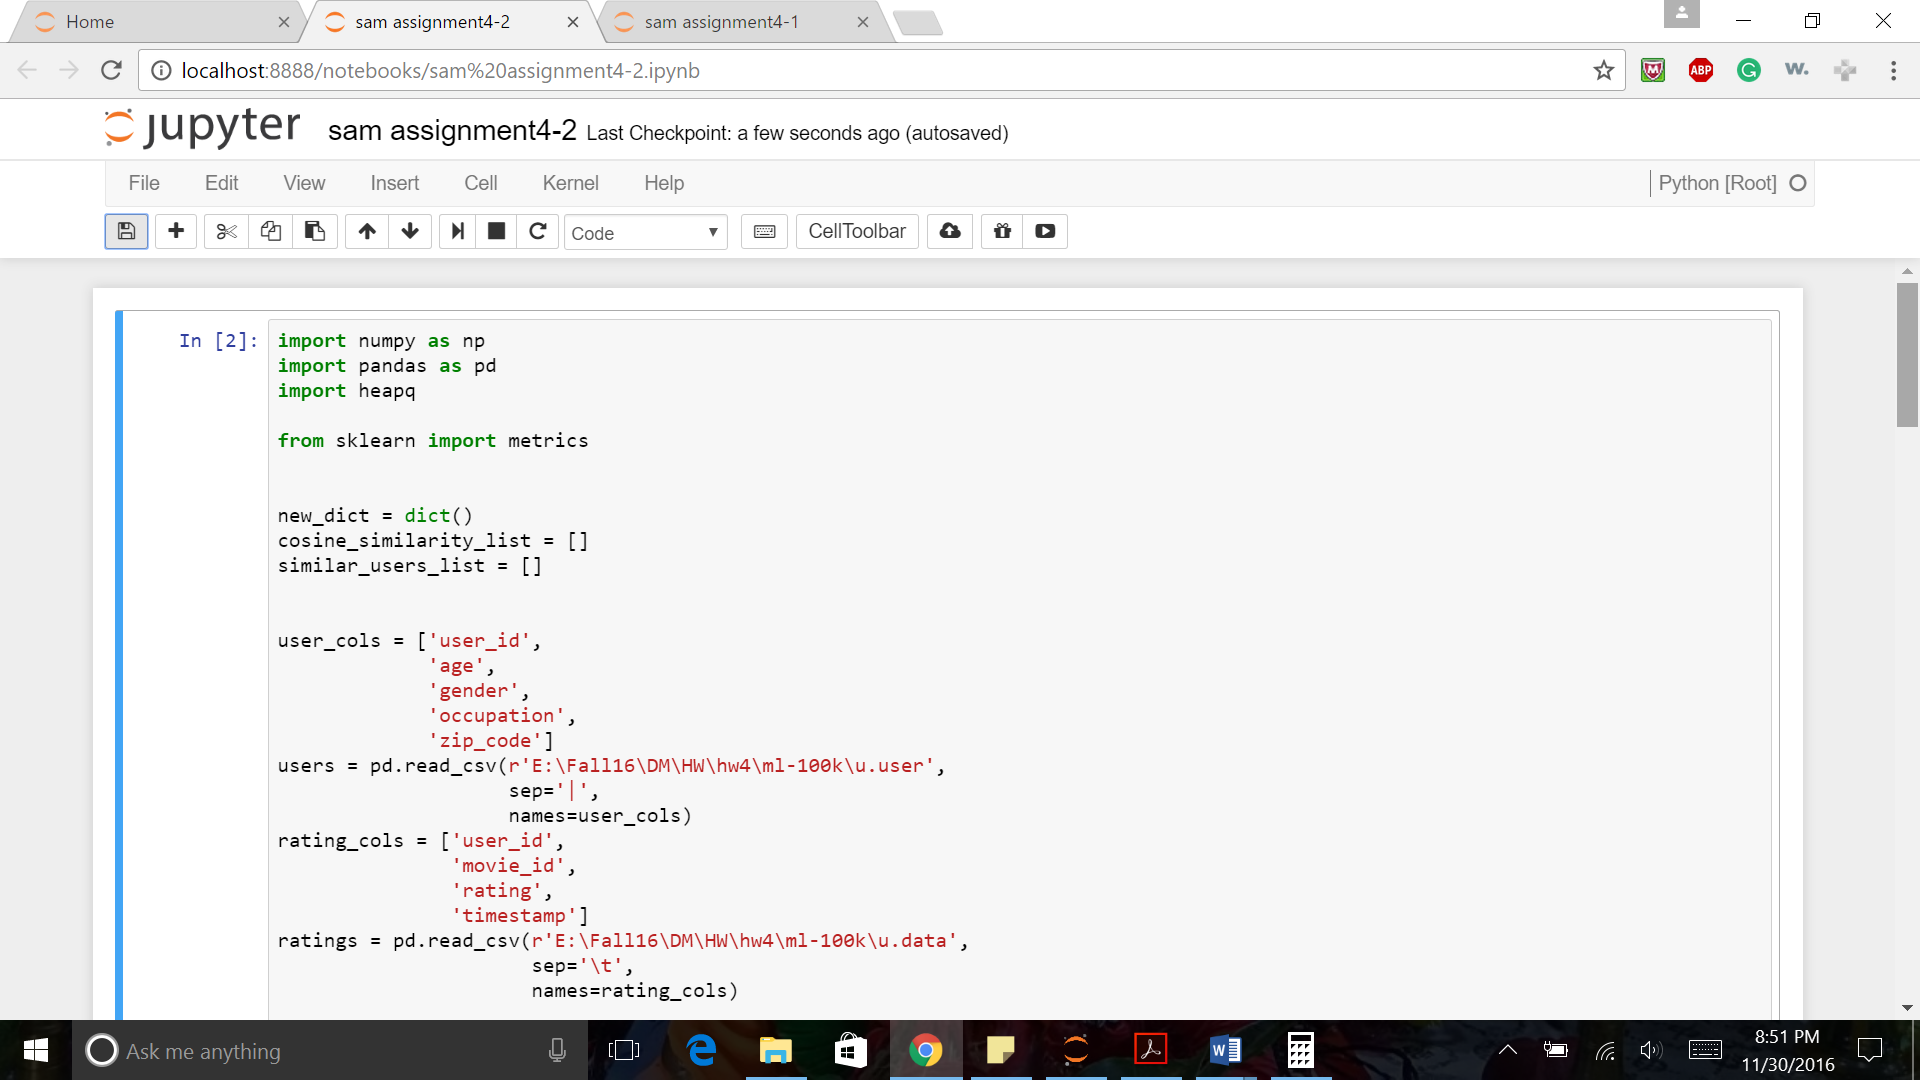 Home
sam assignment4-2
sam assignment4-1
localhost:8888/notebooks/sam%20assignment4-2.ipynb
ABP
w.
jupyter sam assignment4-2 Last Checkpoint: a few seconds ago (autosaved)
File Edit View Insert Cell Kernel Help Python [Root]
Code CellToolbar
In [2]:
import numpy as np
import pandas as pd
import heapq
from sklearn import metrics
new_dict = dict()
cosine_similarity_list = []
similar_users_list = []
user_cols = ['user_id',
'age',
'gender',
'occupation',
'zip_code']
users = pd.read_csv(r'E:\Fall16\DM\HW\hw4\ml-100k\u.user',
sep='|',
names=user_cols)
rating_cols = ['user_id',
'movie_id',
'rating',
'timestamp']
ratings = pd.read_csv(r'E:\Fall16\DM\HW\hw4\ml-100k\u.data',
sep='\t',
names=rating_cols)
Ask me anything
8:51 PM
11/30/2016